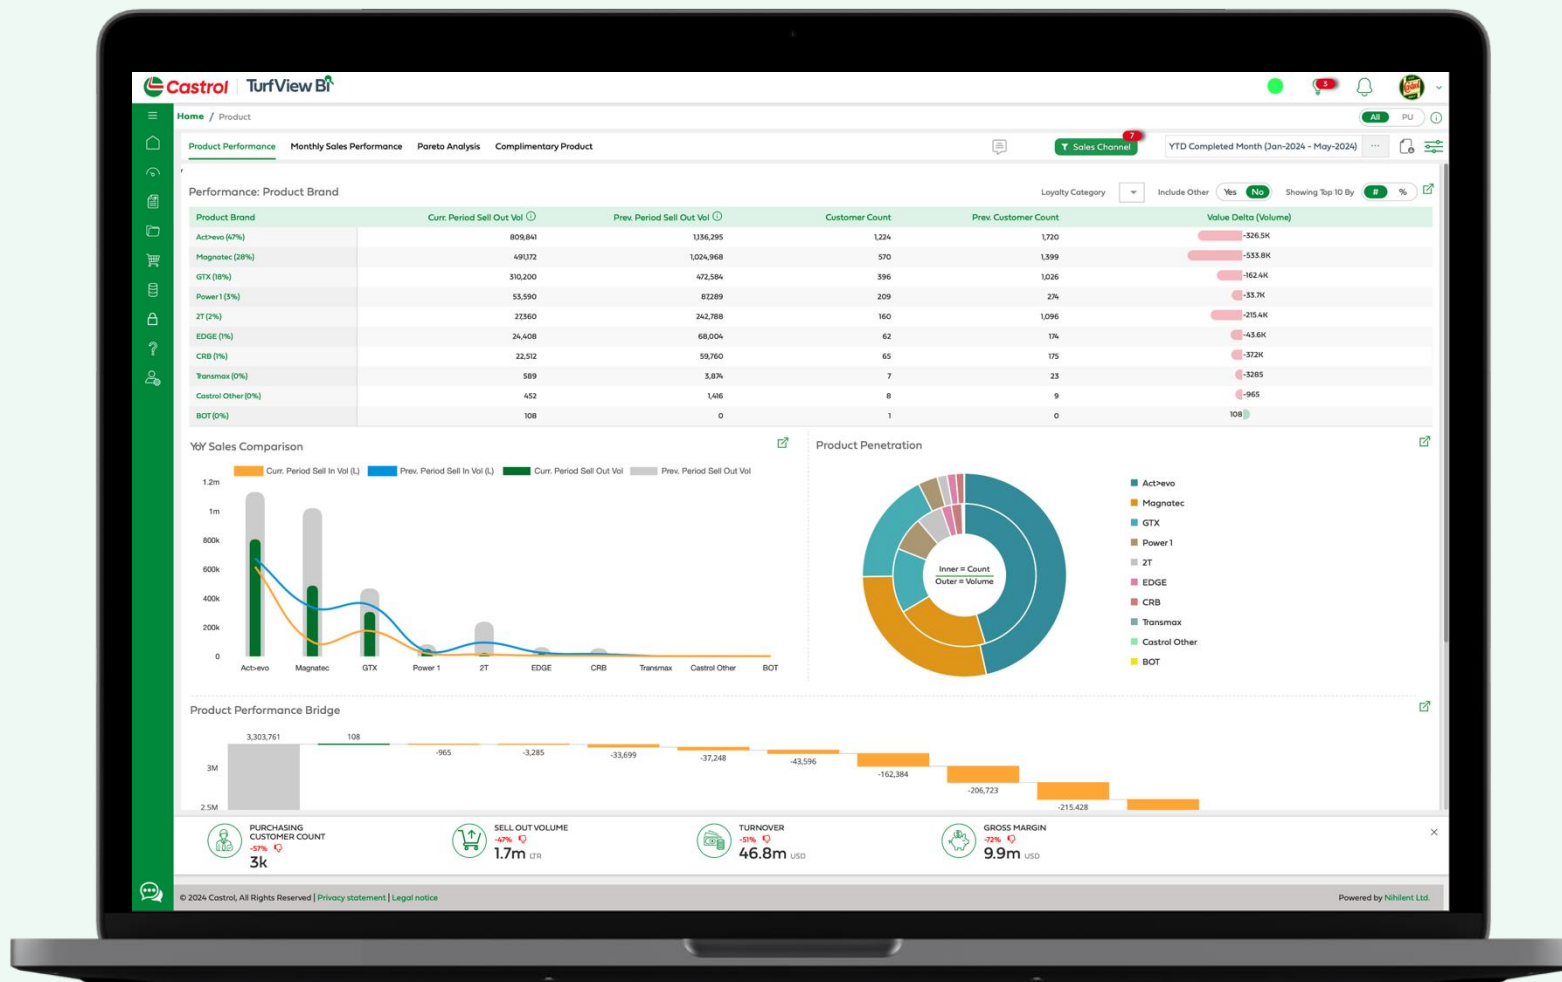 Castrol TurfView BI
3
Home / Product
All PU
Product Performance Monthly Sales Performance Pareto Analysis Complimentary Product
7
Sales Channel
YTD Completed Month (Jan-2024 - May-2024) ...
Performance: Product Brand
Loyalty Category Include Other Yes No Showing Top 10 By # %
Product Brand Curr. Period Sell Out Vol Prev. Period Sell Out Vol Customer Count Prev. Customer Count Value Delta (Volume)
Act>evo (47%) 809,841 1,136,295 1,224 1,720 -326.5K
Magnatec (28%) 491,172 1,024,968 570 1,399 -533.8K
GTX (18%) 310,200 472,584 396 1,026 -162.4K
Power1 (3%) 53,590 87,289 209 274 -33.7K
2T (2%) 27,360 242,788 160 1,096 -215.4K
EDGE (1%) 24,408 68,004 62 174 -43.6K
CRB (1%) 22,512 59,760 65 175 -37.2K
Transmax (0%) 589 3,874 7 23 -3285
Castrol Other (0%) 452 1,416 8 9 -965
BOT (0%) 108 0 1 0 108
YoY Sales Comparison
Curr. Period Sell In Vol (L) Prev. Period Sell In Vol (L) Curr. Period Sell Out Vol Prev. Period Sell Out Vol
1.2m
1m
800k
600k
400k
200k
0
Act>evo Magnatec GTX Power 1 2T EDGE CRB Transmax Castrol Other BOT
Product Penetration
Inner = Count
Outer = Volume
Act>evo
Magnatec
GTX
Power 1
2T
EDGE
CRB
Transmax
Castrol Other
BOT
Product Performance Bridge
3,303,761 108 -965 -3,285 -33,699 -37,248 -43,596 -162,384 -206,723 -215,428
3M
2.5M
PURCHASING
CUSTOMER COUNT
-57%
3k
SELL OUT VOLUME
-47%
1.7m LTR
TURNOVER
-51%
46.8m USD
GROSS MARGIN
-72%
9.9m USD
© 2024 Castrol, All Rights Reserved | Privacy statement | Legal notice
Powered by Nihilent Ltd.